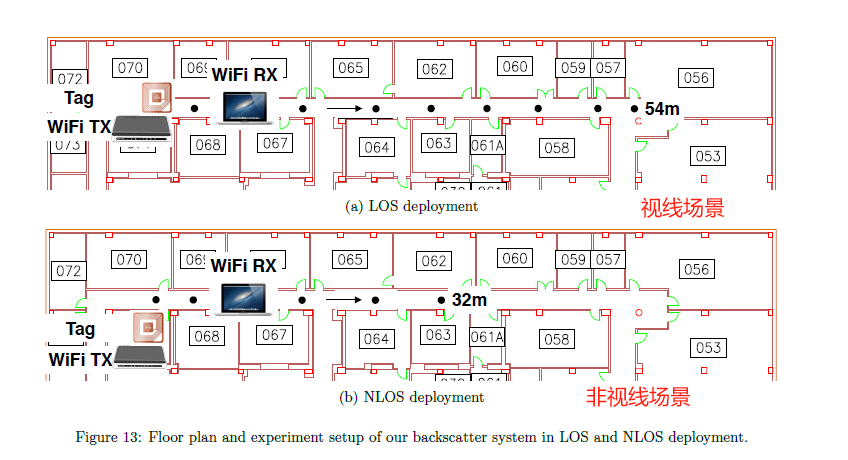 072
070
069
065
062
060
059
057
056
WiFi RX
Tag
WiFi TX
54m
073
068
067
064
063
061A
058
053
(a) LOS deployment
视线场景
072
070
065
062
060
059
057
056
WiFi RX
32m
Tag
WiFi TX
068
067
064
063
061A
058
053
(b) NLOS deployment
非视线场景
Figure 13: Floor plan and experiment setup of our backscatter system in LOS and NLOS deployment.